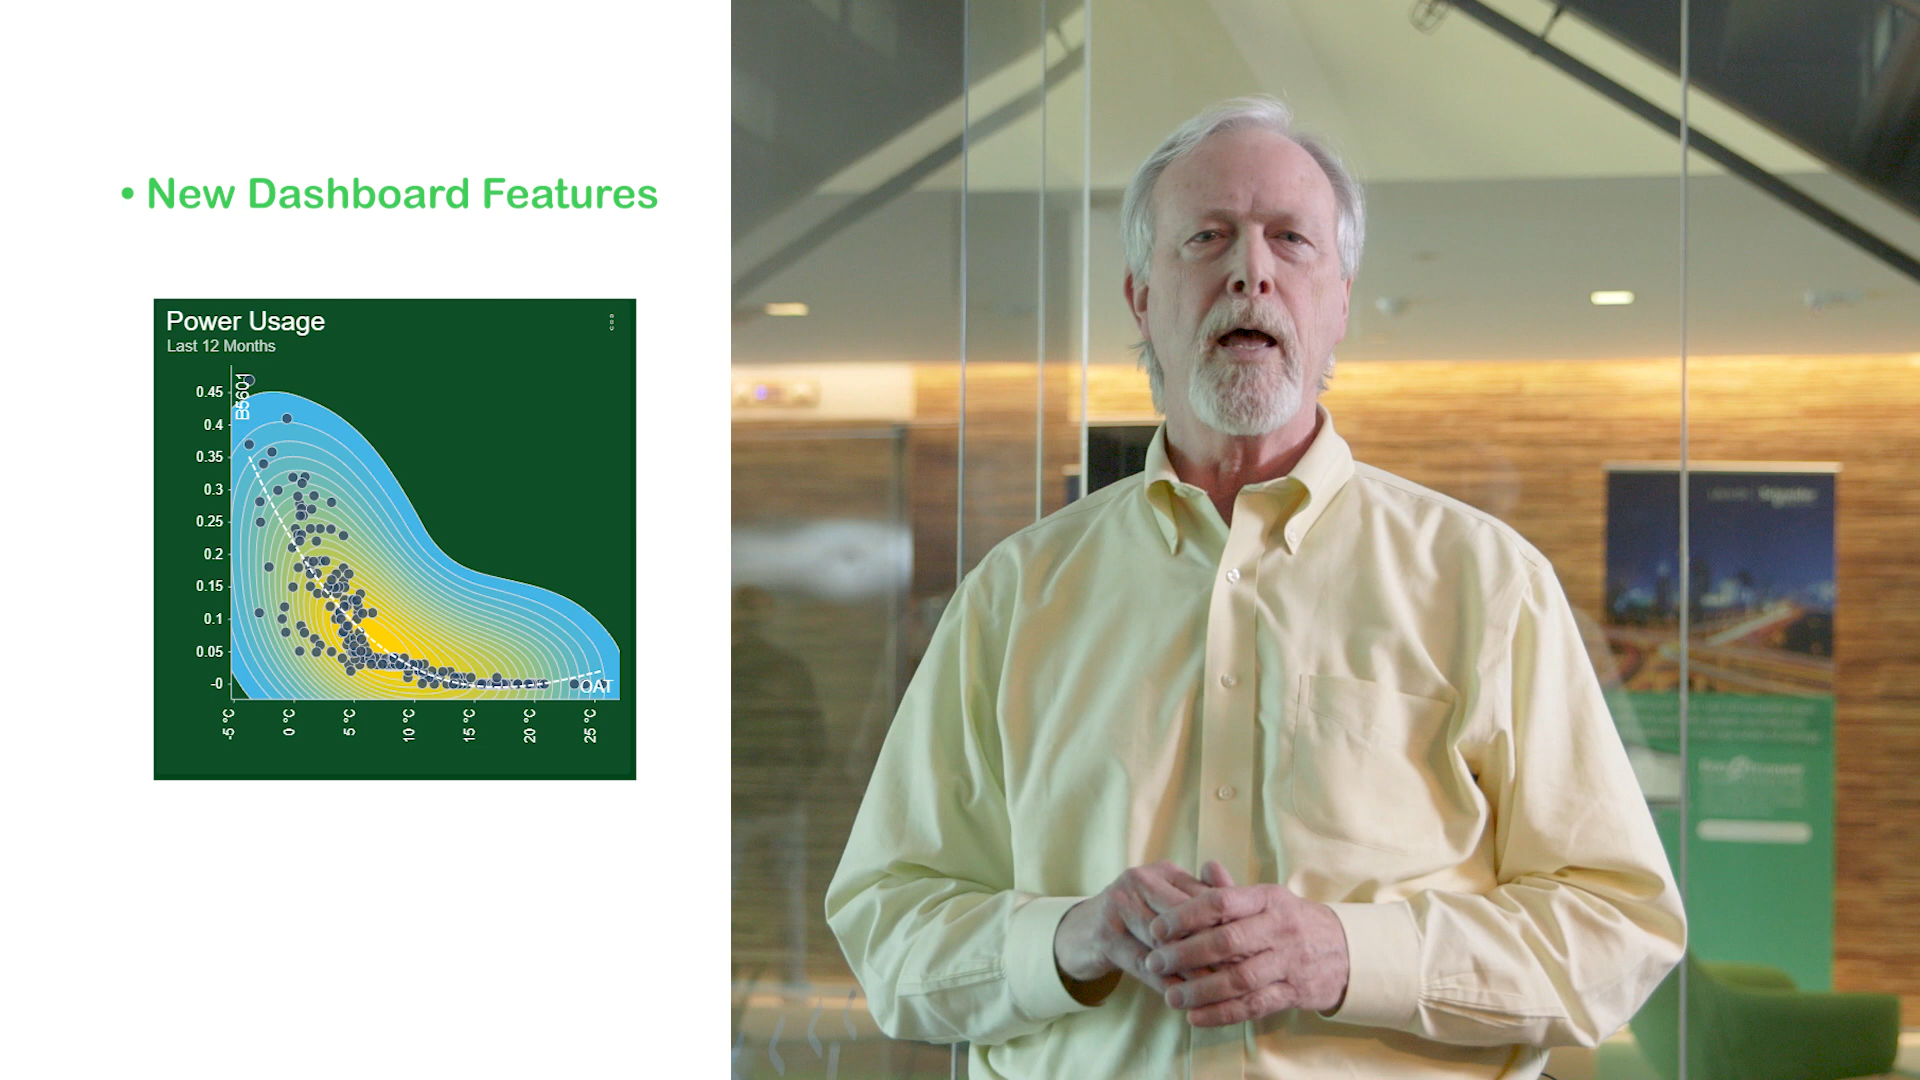 • New Dashboard Features
Power Usage
Last 12 Months
B5601
0.45
0.4
0.35
0.3
0.25
0.2
0.15
0.1
0.05
-0
OAT
-5 °C
0 °C
5 °C
10 °C
15 °C
20 °C
25 °C